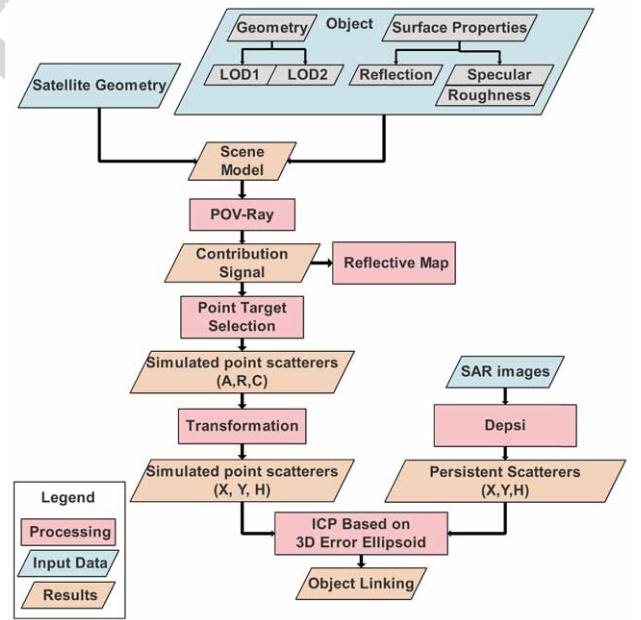 Object
Geometry
Surface Properties
LOD1
LOD2
Reflection
Specular
Roughness
Satellite Geometry
Scene
Model
POV-Ray
Contribution
Signal
Reflective Map
Point Target
Selection
Simulated point scatterers
(A,R,C)
SAR images
Transformation
Depsi
Simulated point scatterers
(X, Y, H)
Persistent Scatterers
(X,Y,H)
ICP Based on
3D Error Ellipsoid
Object Linking
Legend
Processing
Input Data
Results